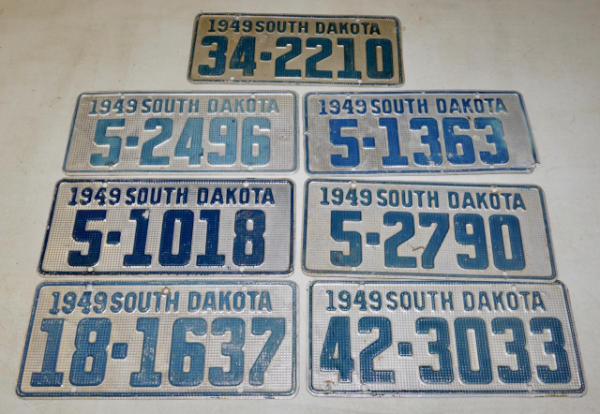 1949 SOUTH DAKOTA
34-2210
1949 SOUTH DAKOTA
5-2496
1949 SOUTH DAKOTA
5-1363
1949 SOUTH DAKOTA
5-1018
1949 SOUTH DAKOTA
5-2790
1949 SOUTH DAKOTA
18-1637
1949 SOUTH DAKOTA
42-3033